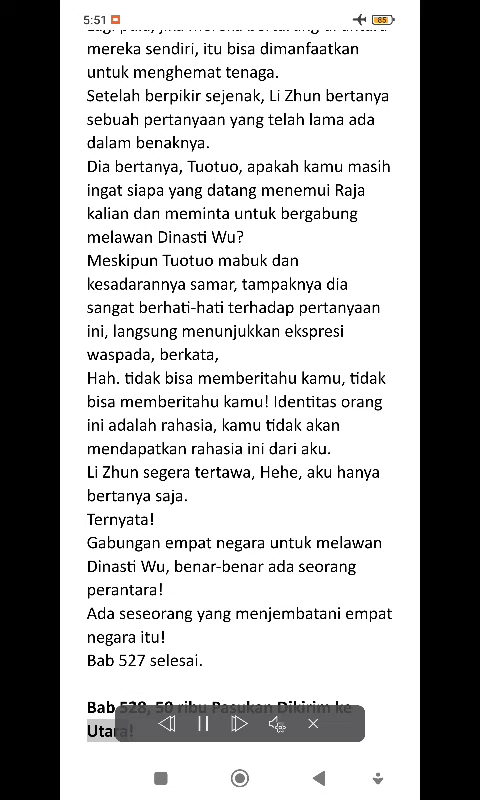 5:51
85
mereka sendiri, itu bisa dimanfaatkan
untuk menghemat tenaga.
Setelah berpikir sejenak, Li Zhun bertanya
sebuah pertanyaan yang telah lama ada
dalam benaknya.
Dia bertanya, Tuotuo, apakah kamu masih
ingat siapa yang datang menemui Raja
kalian dan meminta untuk bergabung
melawan Dinasti Wu?
Meskipun Tuotuo mabuk dan
kesadarannya samar, tampaknya dia
sangat berhati-hati terhadap pertanyaan
ini, langsung menunjukkan ekspresi
waspada, berkata,
Hah. tidak bisa memberitahu kamu, tidak
bisa memberitahu kamu! Identitas orang
ini adalah rahasia, kamu tidak akan
mendapatkan rahasia ini dari aku.
Li Zhun segera tertawa, Hehe, aku hanya
bertanya saja.
Ternyata!
Gabungan empat negara untuk melawan
Dinasti Wu, benar-benar ada seorang
perantara!
Ada seseorang yang menjembatani empat
negara itu!
Bab 527 selesai.
Bab 528, 50 ribu Pasukan Dikirim ke
Utara!